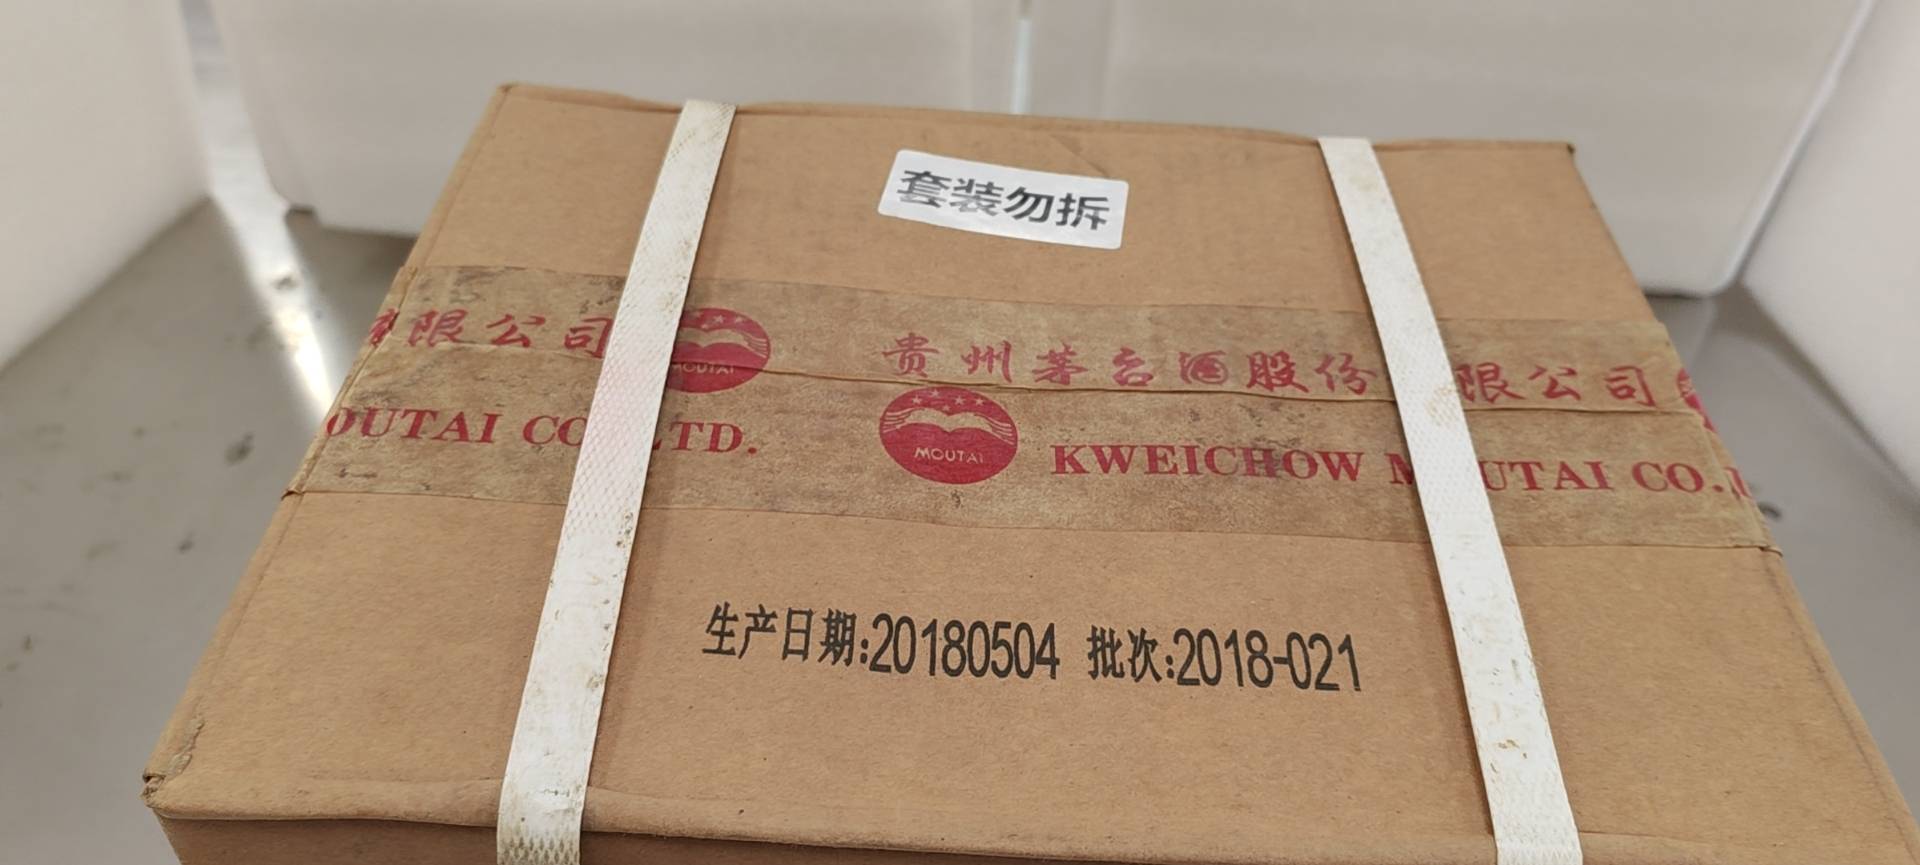 套装勿拆
限公司 MOUTAI 贵州茅台酒股份 限公司
OUTAI CO LTD. MOUTAI KWEICHOW M UTAI CO.,
生产日期:20180504 批次:2018-021